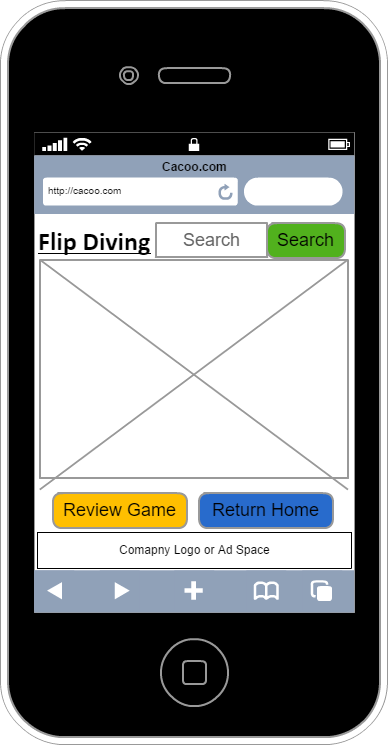 Cacoo.com
http://cacoo.com
Flip Diving Search Search
Review Game Return Home
Comapny Logo or Ad Space